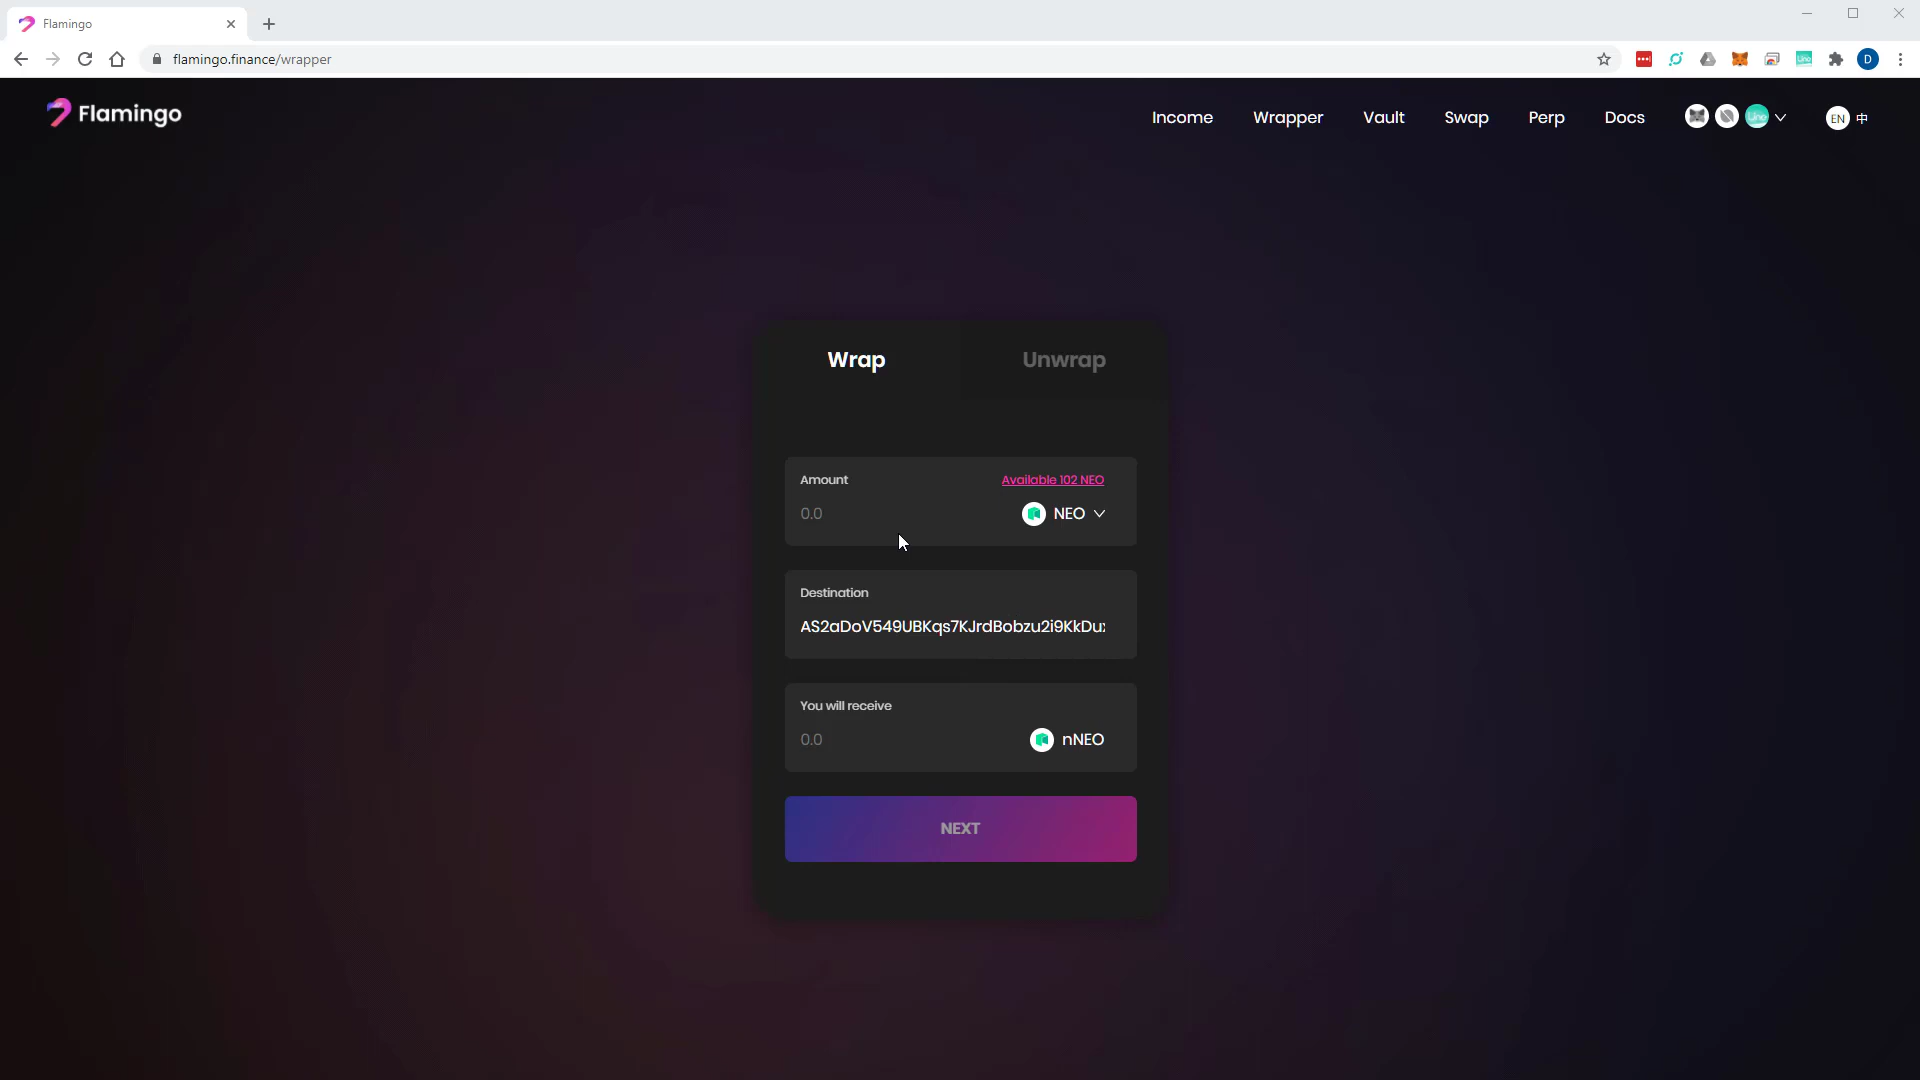 Flamingo
flamingo.finance/wrapper
D
Flamingo
Income Wrapper Vault Swap Perp Docs EN 中
Wrap Unwrap
Amount Available 102 NEO
0.0 NEO
Destination
AS2aDoV549UBKqs7KJrdBobzu2i9KkDu
You will receive
0.0 nNEO
NEXT